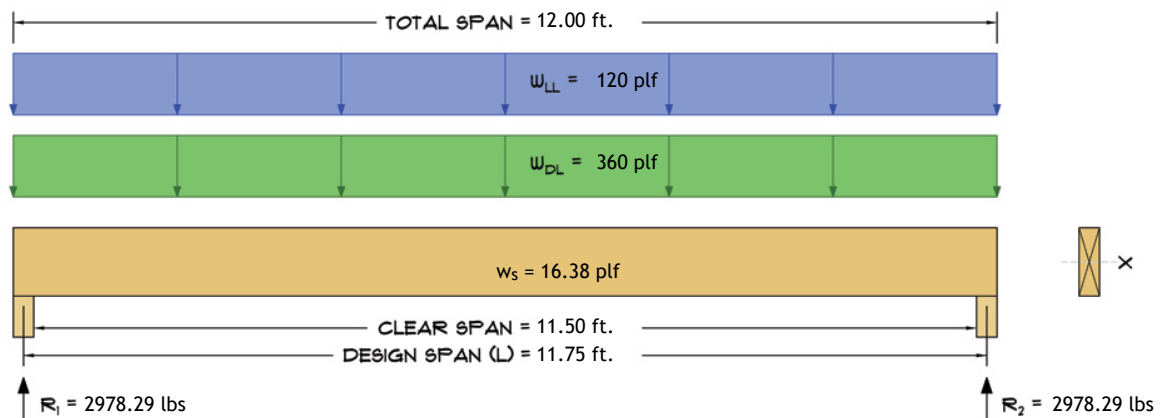 TOTAL SPAN = 12.00 ft.
WLL = 120 plf
WDL = 360 plf
ws = 16.38 plf
X
CLEAR SPAN = 11.50 ft.
DESIGN SPAN (L) = 11.75 ft.
R1 = 2978.29 lbs
R2 = 2978.29 lbs